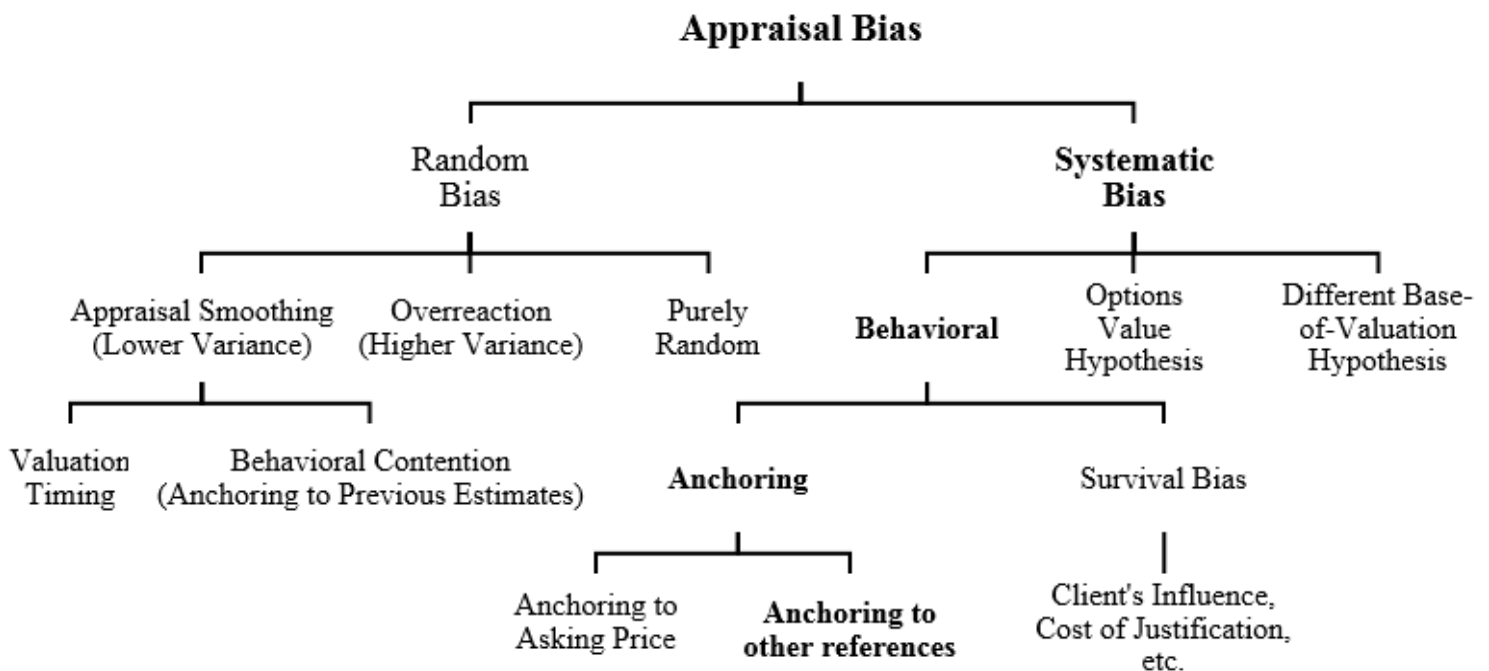 Appraisal Bias
Random
Bias
Systematic
Bias
Appraisal Smoothing
(Lower Variance)
Overreaction
(Higher Variance)
Purely
Random
Behavioral
Options
Value
Hypothesis
Different Base-
of-Valuation
Hypothesis
Valuation
Timing
Behavioral Contention
(Anchoring to Previous Estimates)
Anchoring
Survival Bias
Anchoring to
Asking Price
Anchoring to
other references
Client's Influence,
Cost of Justification,
etc.